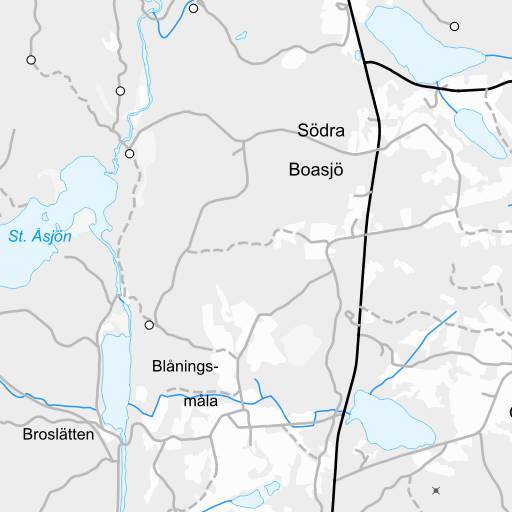 Södra
Boasjö
St. Åsjön
Blånings-
måla
Broslätten